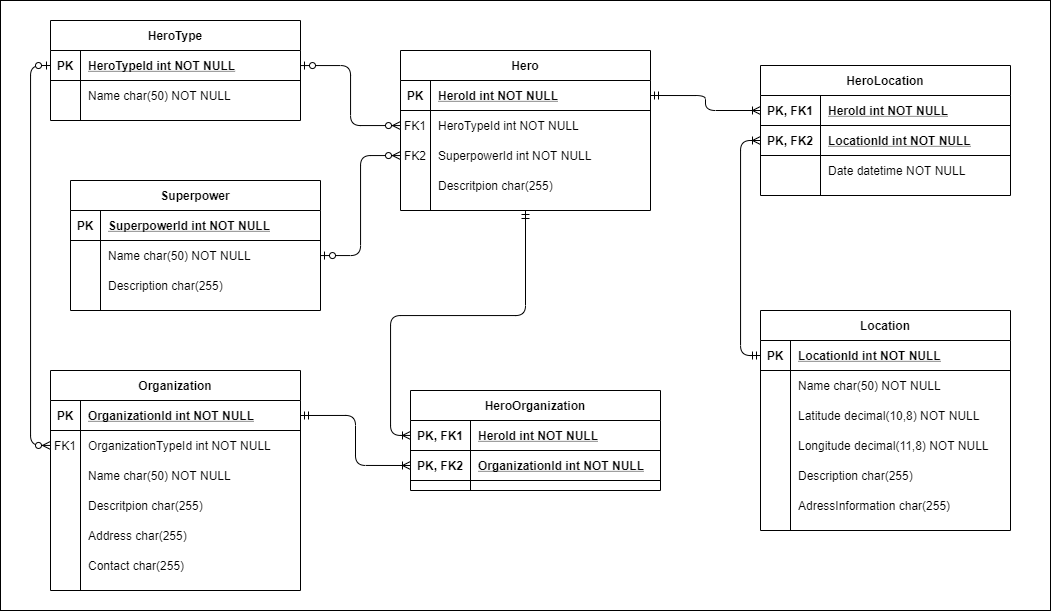 HeroType
PK HeroTypeId int NOT NULL
Name char(50) NOT NULL
Superpower
PK SuperpowerId int NOT NULL
Name char(50) NOT NULL
Description char(255)
Organization
PK OrganizationId int NOT NULL
FK1 OrganizationTypeId int NOT NULL
Name char(50) NOT NULL
Descritpion char(255)
Address char(255)
Contact char(255)
Hero
PK HeroId int NOT NULL
FK1 HeroTypeId int NOT NULL
FK2 SuperpowerId int NOT NULL
Descritpion char(255)
HeroOrganization
PK, FK1 HeroId int NOT NULL
PK, FK2 OrganizationId int NOT NULL
HeroLocation
PK, FK1 HeroId int NOT NULL
PK, FK2 LocationId int NOT NULL
Date datetime NOT NULL
Location
PK LocationId int NOT NULL
Name char(50) NOT NULL
Latitude decimal(10,8) NOT NULL
Longitude decimal(11,8) NOT NULL
Description char(255)
AdressInformation char(255)